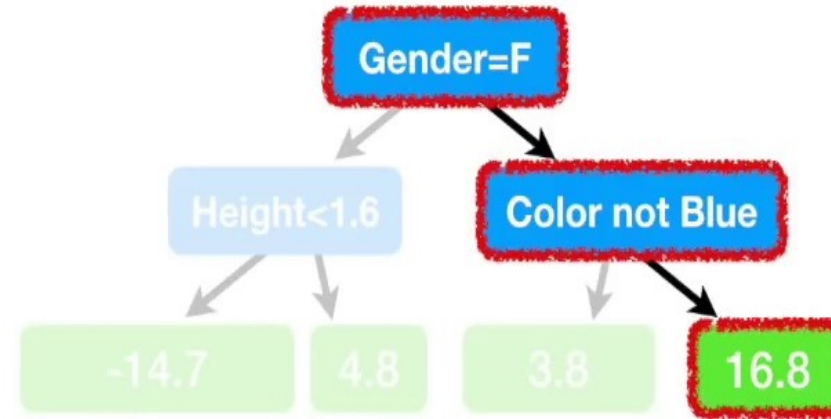 Gender=F
Height<1.6
Color not Blue
-14.7
4.8
3.8
16.8